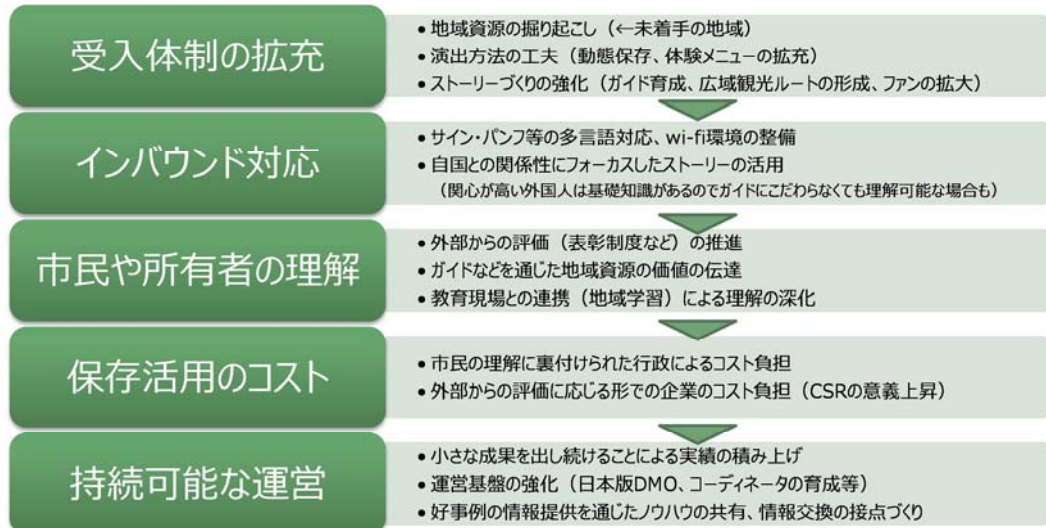 受入体制の拡充
• 地域資源の掘り起こし（←未着手の地域）
• 演出方法の工夫（動態保存、体験メニューの拡充）
• ストーリーづくりの強化（ガイド育成、広域観光ルートの形成、ファンの拡大）
インバウンド対応
• サイン・パンフ等の多言語対応、wi-fi環境の整備
• 自国との関係性にフォーカスしたストーリーの活用
（関心が高い外国人は基礎知識があるのでガイドにこだわらなくても理解可能な場合も）
市民や所有者の理解
• 外部からの評価（表彰制度など）の推進
• ガイドなどを通じた地域資源の価値の伝達
• 教育現場との連携（地域学習）による理解の深化
保存活用のコスト
• 市民の理解に裏付けられた行政によるコスト負担
• 外部からの評価に応じる形での企業のコスト負担（CSRの意義上昇）
持続可能な運営
• 小さな成果を出し続けることによる実績の積み上げ
• 運営基盤の強化（日本版DMO、コーディネータの育成等）
• 好事例の情報提供を通じたノウハウの共有、情報交換の接点づくり